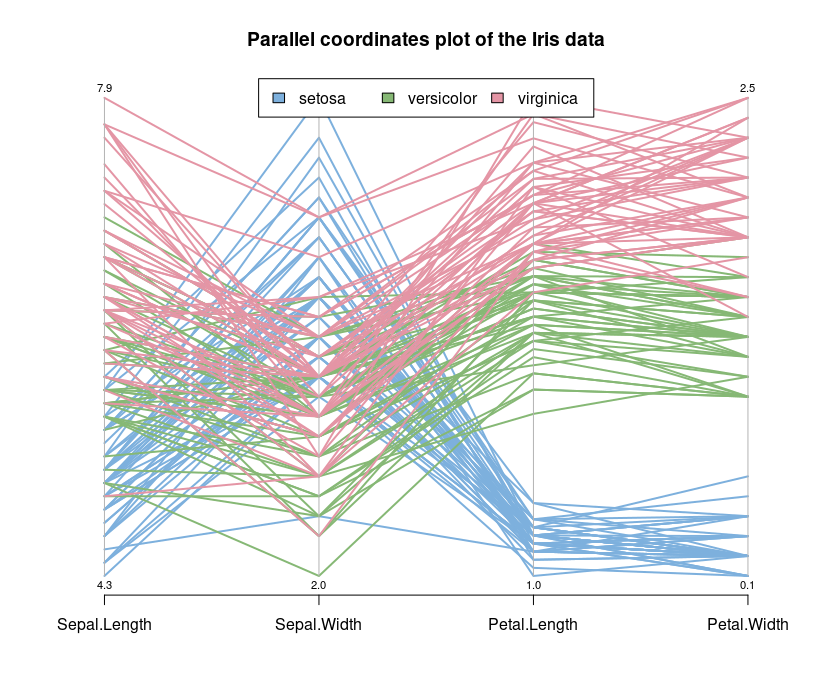 Parallel coordinates plot of the Iris data
setosa versicolor virginica
7.9 2.5
4.3 2.0 1.0 0.1
Sepal.Length Sepal.Width Petal.Length Petal.Width